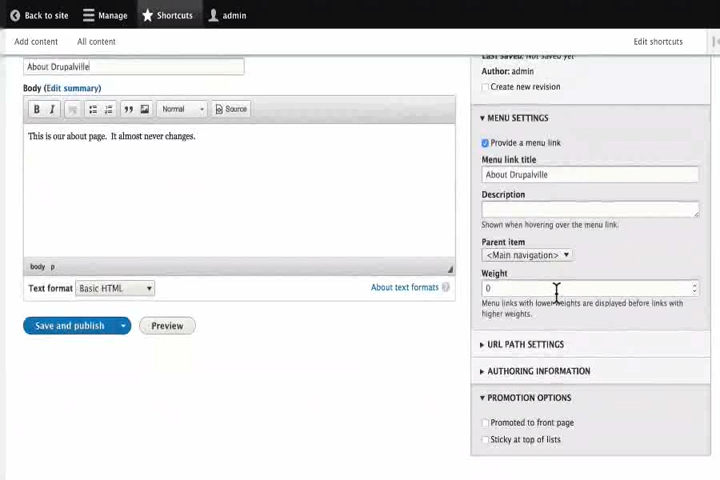 Back to site
Manage
Shortcuts
admin
Add content
All content
Edit shortcuts
About Drupalville
Body (Edit summary)
B I
Normal
Source
This is our about page. It almost never changes.
body p
Text format
Basic HTML
About text formats
Save and publish
Preview
Last saved: Not saved yet
Author: admin
Create new revision
MENU SETTINGS
Provide a menu link
Menu link title
About Drupalville
Description
Shown when hovering over the menu link.
Parent item
<Main navigation>
Weight
0
Menu links with lower weights are displayed before links with
higher weights.
URL PATH SETTINGS
AUTHORING INFORMATION
PROMOTION OPTIONS
Promoted to front page
Sticky at top of lists